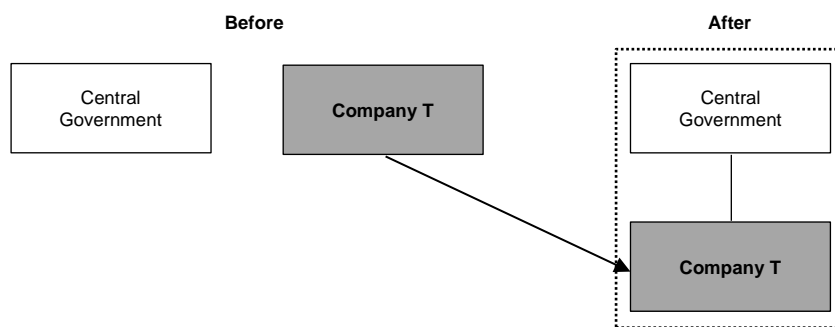 Before
After
Central
Government
Company T
Central
Government
Company T